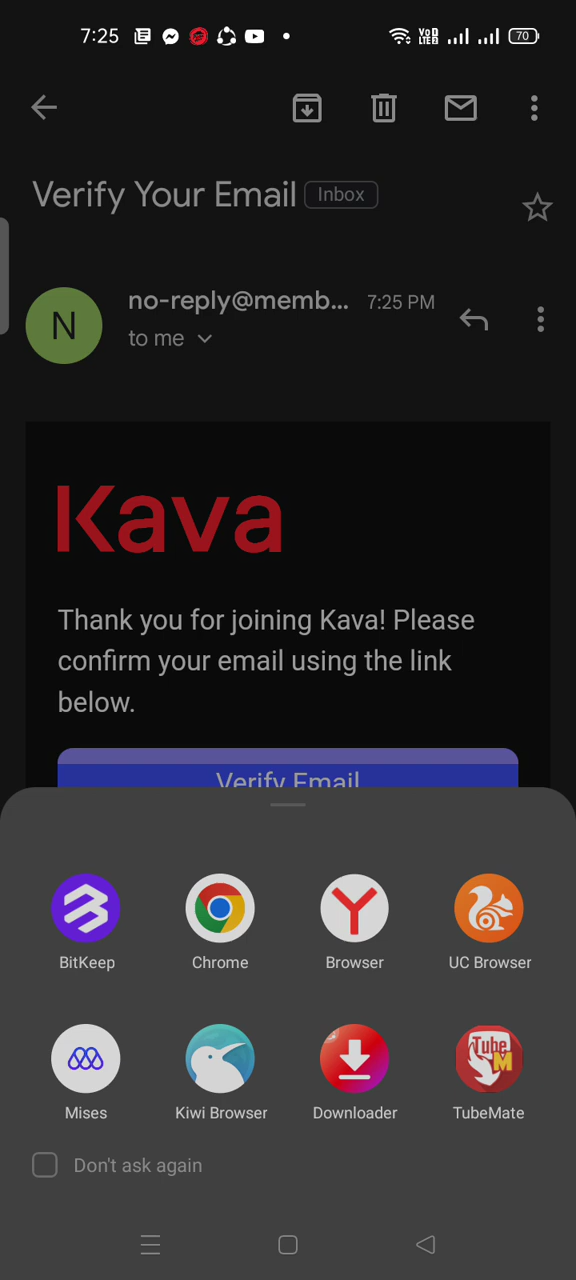 7:25 70
Verify Your Email Inbox
N
no-reply@memb... 7:25 PM
to me
Kava
Thank you for joining Kava! Please
confirm your email using the link
below.
Verify Email
BitKeep Chrome Browser UC Browser
Tube
M
Mises Kiwi Browser Downloader TubeMate
Don't ask again